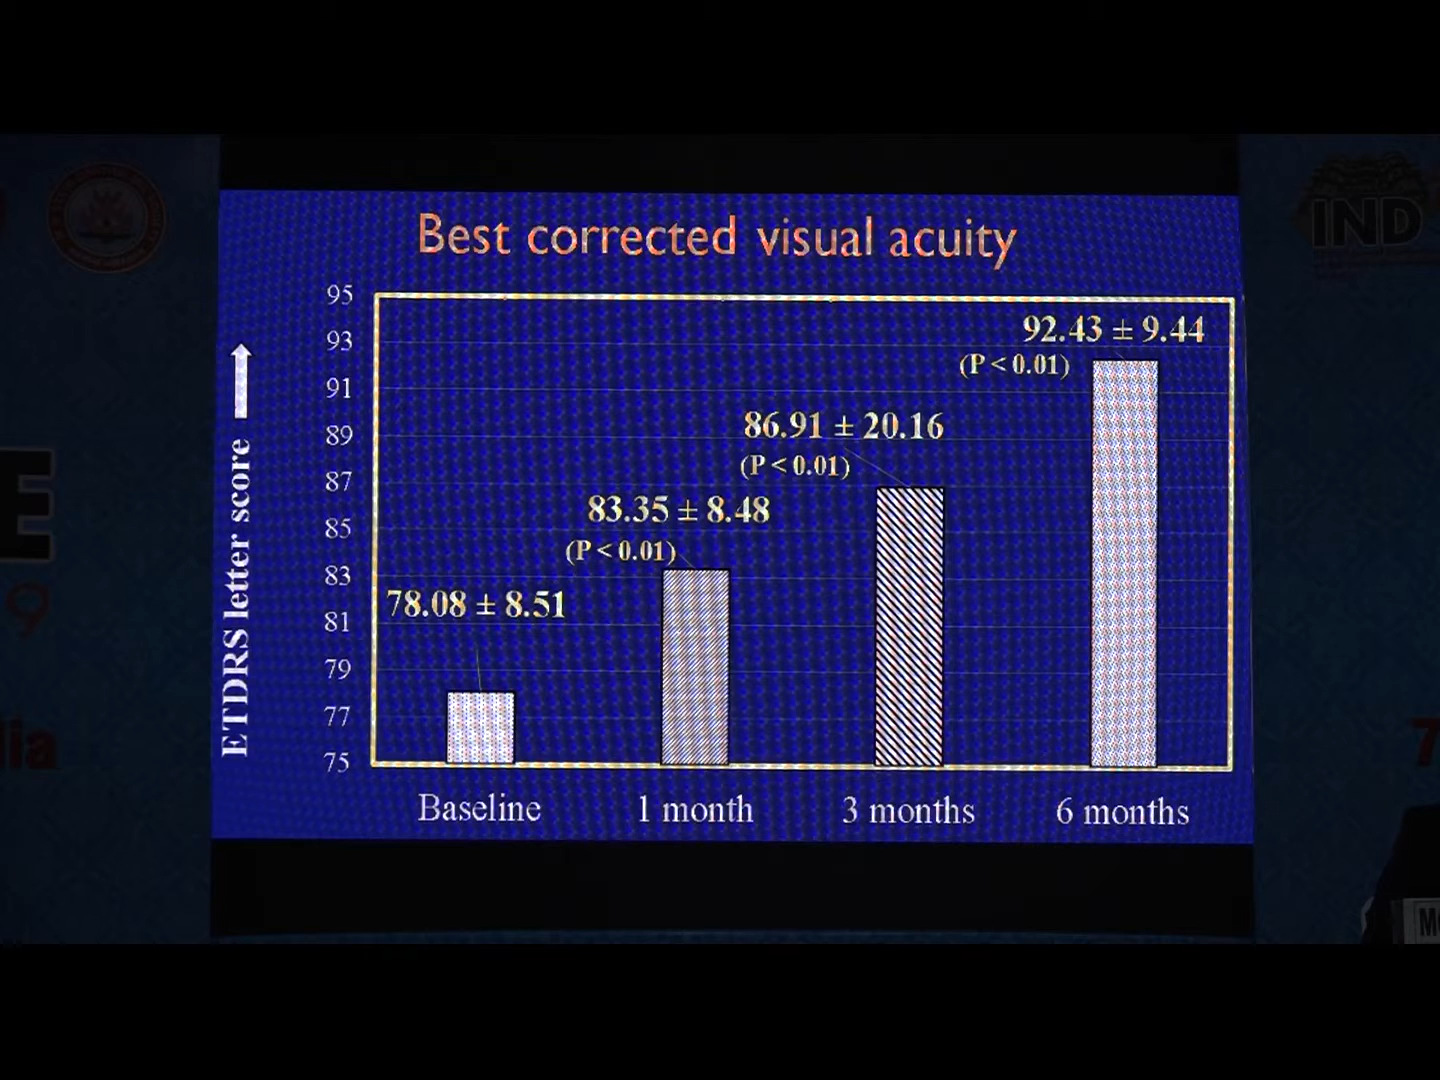 IND
Best corrected visual acuity
95
93
91
89
87
85
83
81
79
77
75
ETDRS letter score
92.43 ± 9.44
(P < 0.01)
86.91 ± 20.16
(P < 0.01)
83.35 ± 8.48
(P < 0.01)
78.08 ± 8.51
Baseline 1 month 3 months 6 months
E
9
7